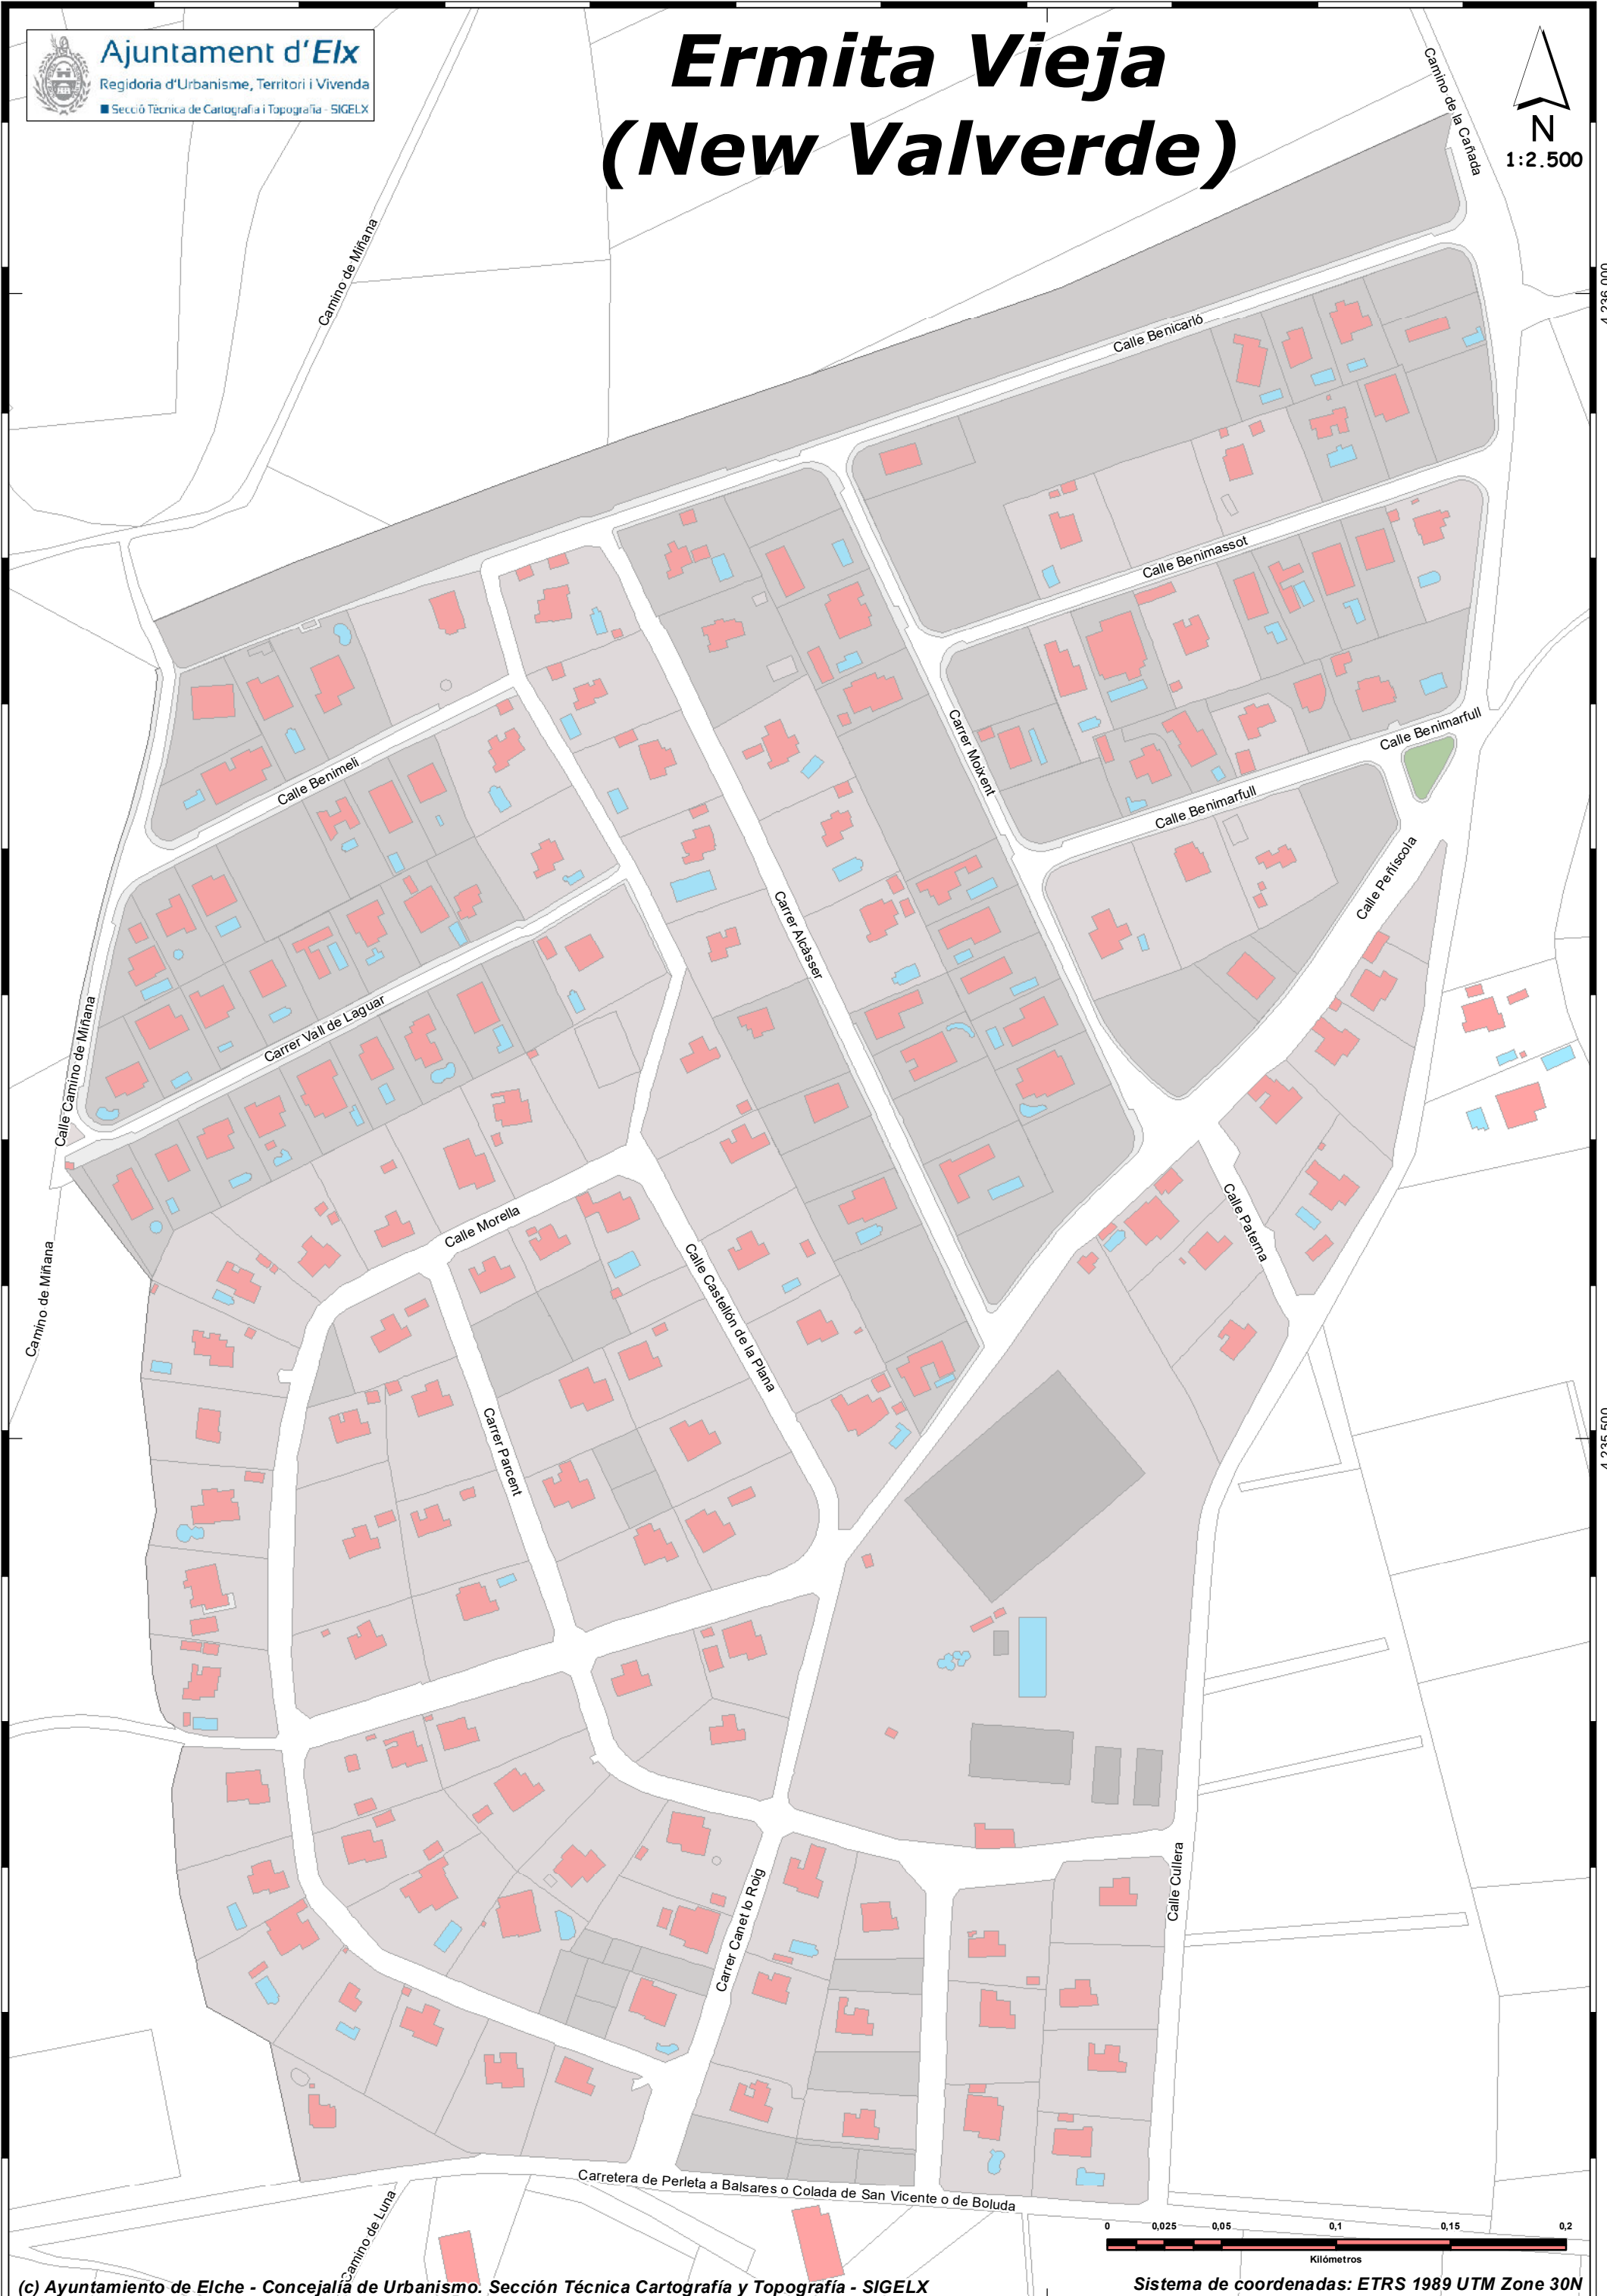 Ajuntament d'Elx
Regidoria d'Urbanisme, Territori i Vivenda
Secció Tècnica de Cartografia i Topografia - SIGELX
Ermita Vieja
(New Valverde)
N
1:2.500
Camino de la Cañada
Camino de Miñana
4.236.000
Calle Benicarló
Calle Benimassot
Carrer Moixent
Calle Benimarfull
Calle Benimarfull
Calle Benimeli
Calle Peñíscola
Carrer Alcàsser
Carrer Vall de Laguar
Calle Camino de Miñana
Calle Morella
Calle Paterna
Camino de Miñana
Calle Castellón de la Plana
Carrer Parcent
4.235.500
Calle Cullera
Carrer Canet lo Roig
Carretera de Perleta a Balsares o Colada de San Vicente o de Boluda
Camino de Luna
0 0,025 0,05 0,1 0,15 0,2
Kilómetros
(c) Ayuntamiento de Elche - Concejalía de Urbanismo. Sección Técnica Cartografía y Topografía - SIGELX
Sistema de coordenadas: ETRS 1989 UTM Zone 30N